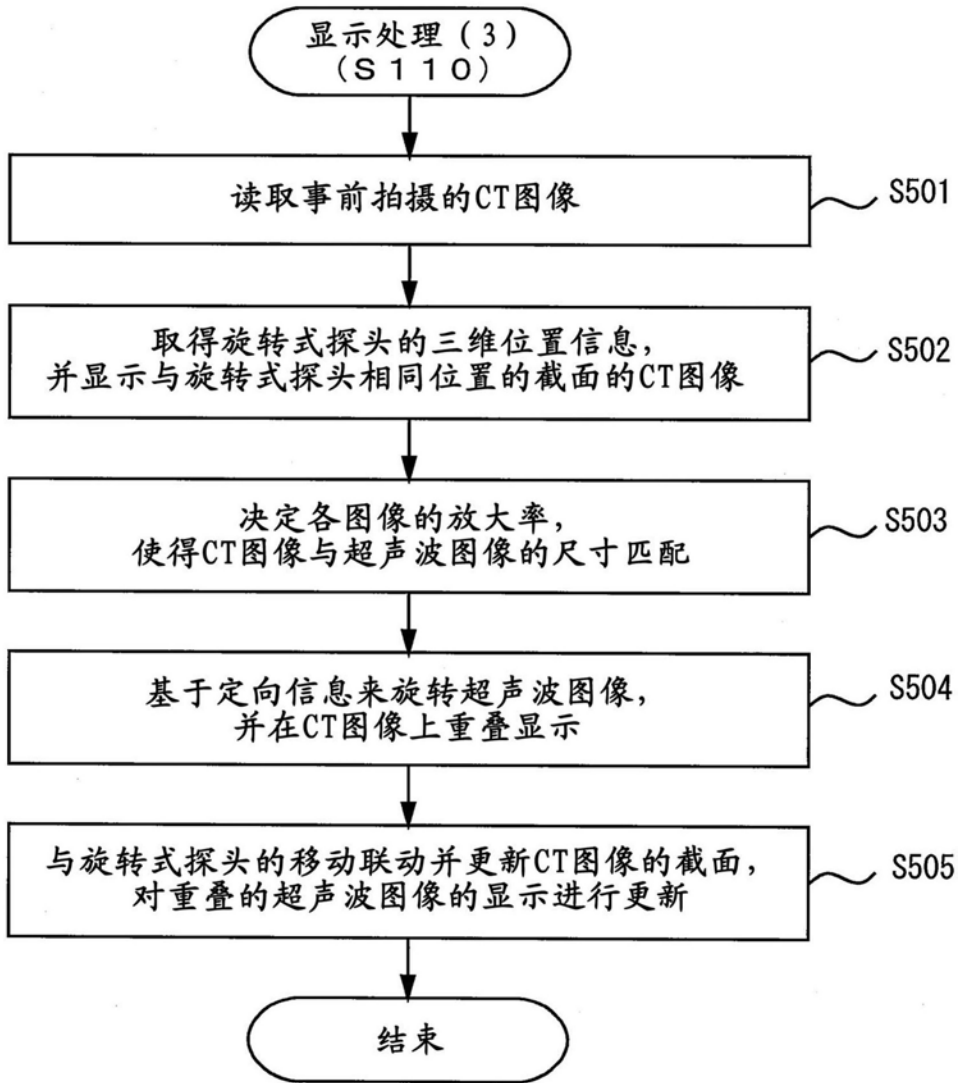 显示处理(3)
(S110)
读取事前拍摄的CT图像
S501
取得旋转式探头的三维位置信息，
并显示与旋转式探头相同位置的截面的CT图像
S502
决定各图像的放大率，
使得CT图像与超声波图像的尺寸匹配
S503
基于定向信息来旋转超声波图像，
并在CT图像上重叠显示
S504
与旋转式探头的移动联动并更新CT图像的截面，
对重叠的超声波图像的显示进行更新
S505
结束